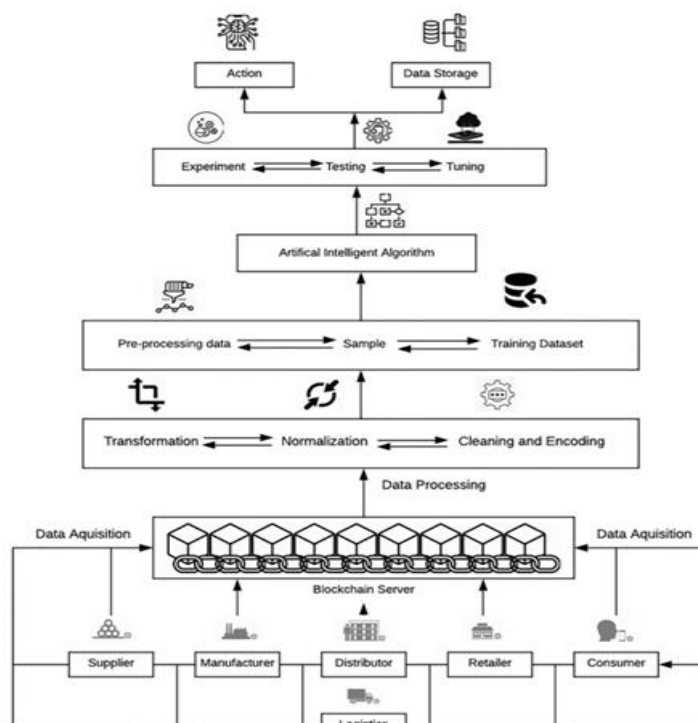 Action
Data Storage
Experiment
Testing
Tuning
Artifical Intelligent Algorithm
Pre-processing data
Sample
Training Dataset
Transformation
Normalization
Cleaning and Encoding
Data Processing
Data Aquisition
Data Aquisition
Blockchain Server
Supplier
Manufacturer
Distributor
Retailer
Consumer